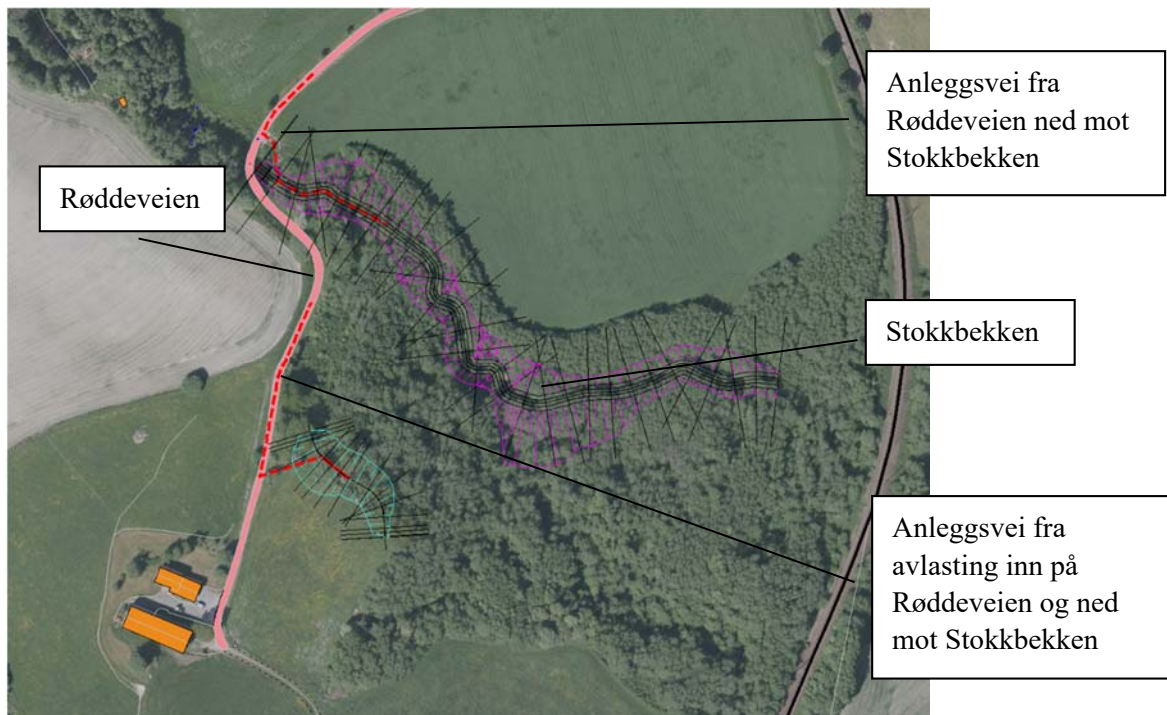 Anleggsvei fra
Røddeveien ned mot
Stokkbekken
Røddeveien
Stokkbekken
Anleggsvei fra
avlasting inn på
Røddeveien og ned
mot Stokkbekken